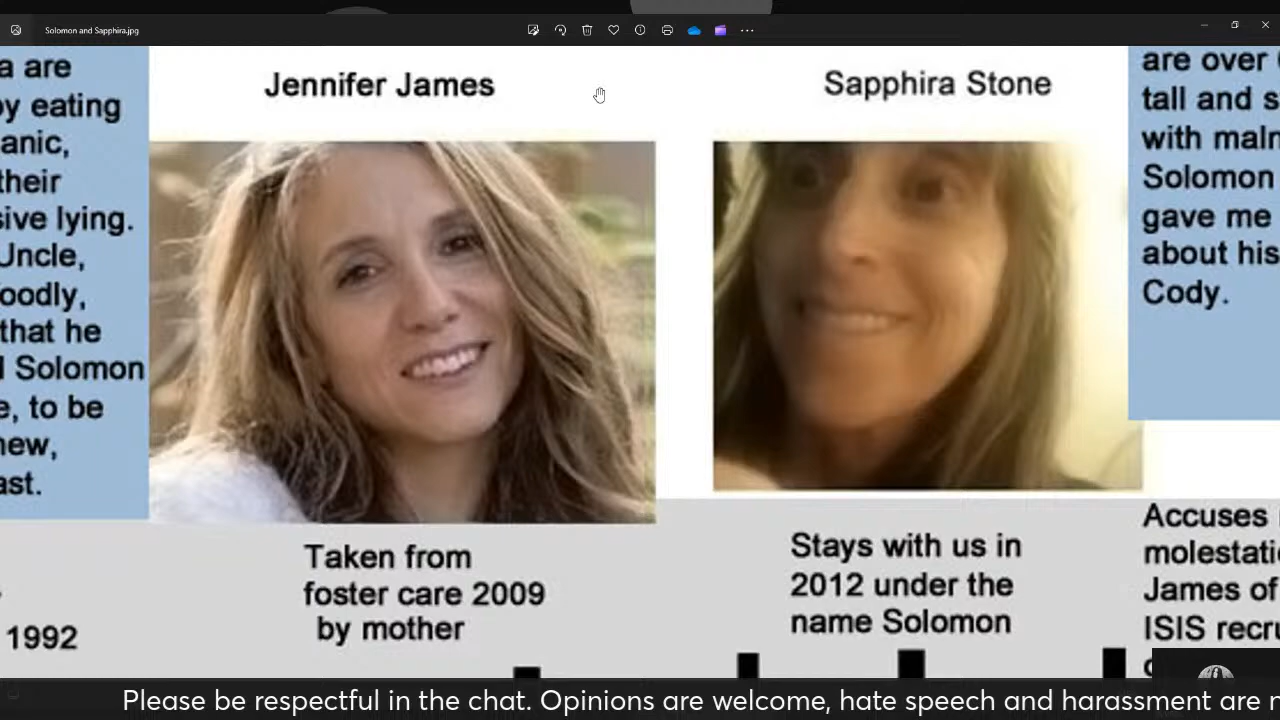 Solomon and Sapphira.jpg
a are
by eating
anic,
their
sive lying.
Uncle,
oodly,
that he
Solomon
e, to be
new,
ast.
1992
Jennifer James
Taken from
foster care 2009
by mother
Sapphira Stone
Stays with us in
2012 under the
name Solomon
are over
tall and s
with maln
Solomon
gave me
about his
Cody.
Accuses
molestatio
James of
ISIS recru
Please be respectful in the chat. Opinions are welcome, hate speech and harassment are